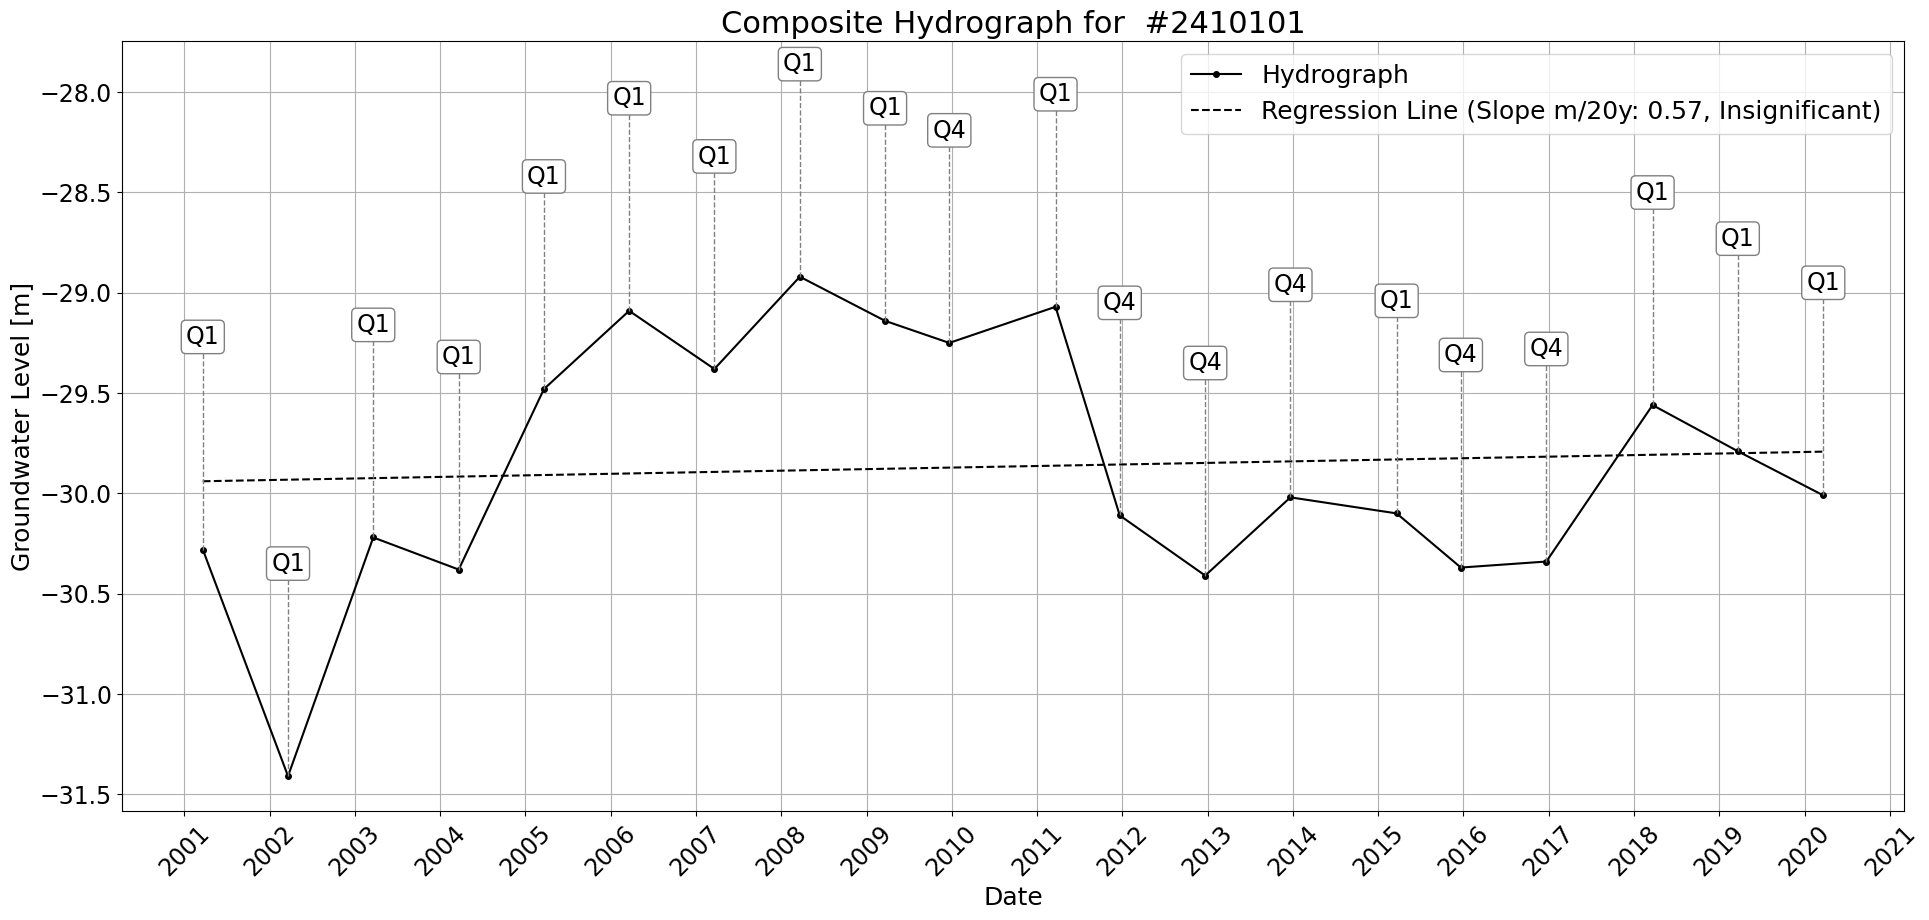 Composite Hydrograph for  #2410101
Hydrograph
Regression Line (Slope m/20y: 0.57, Insignificant)
Groundwater Level [m]
−28.0
−28.5
−29.0
−29.5
−30.0
−30.5
−31.0
−31.5
Q1
Q1
Q1
Q1
Q1
Q1
Q1
Q1
Q1
Q4
Q1
Q4
Q4
Q4
Q1
Q4
Q4
Q1
Q1
Q1
2001
2002
2003
2004
2005
2006
2007
2008
2009
2010
2011
2012
2013
2014
2015
2016
2017
2018
2019
2020
2021
Date